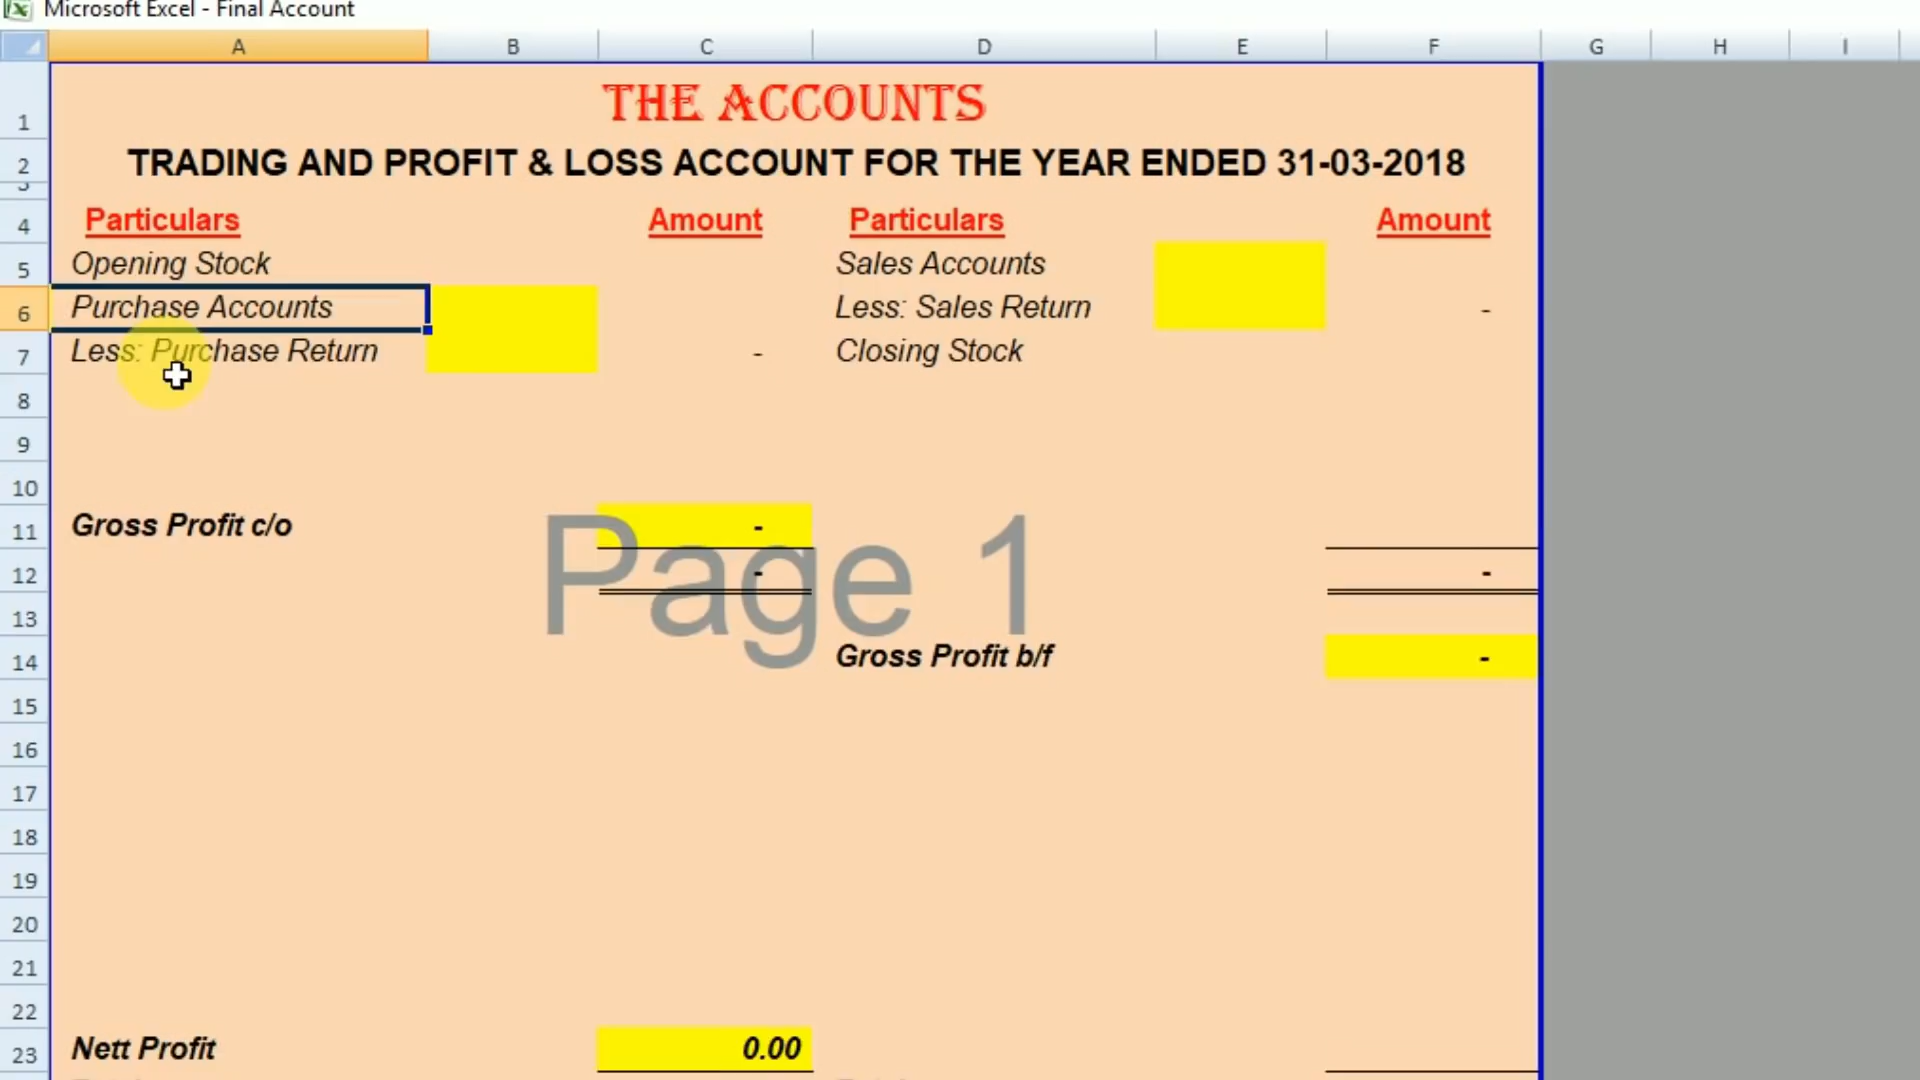 Microsoft Excel - Final Account
A B C D E F G H I
1 THE ACCOUNTS
2 TRADING AND PROFIT & LOSS ACCOUNT FOR THE YEAR ENDED 31-03-2018
3
4 Particulars Amount Particulars Amount
5 Opening Stock Sales Accounts
6 Purchase Accounts Less: Sales Return -
7 Less: Purchase Return - Closing Stock
8
9
10
11 Gross Profit c/o -
Page 1
12 - -
13
14 Gross Profit b/f -
15
16
17
18
19
20
21
22
23 Nett Profit 0.00